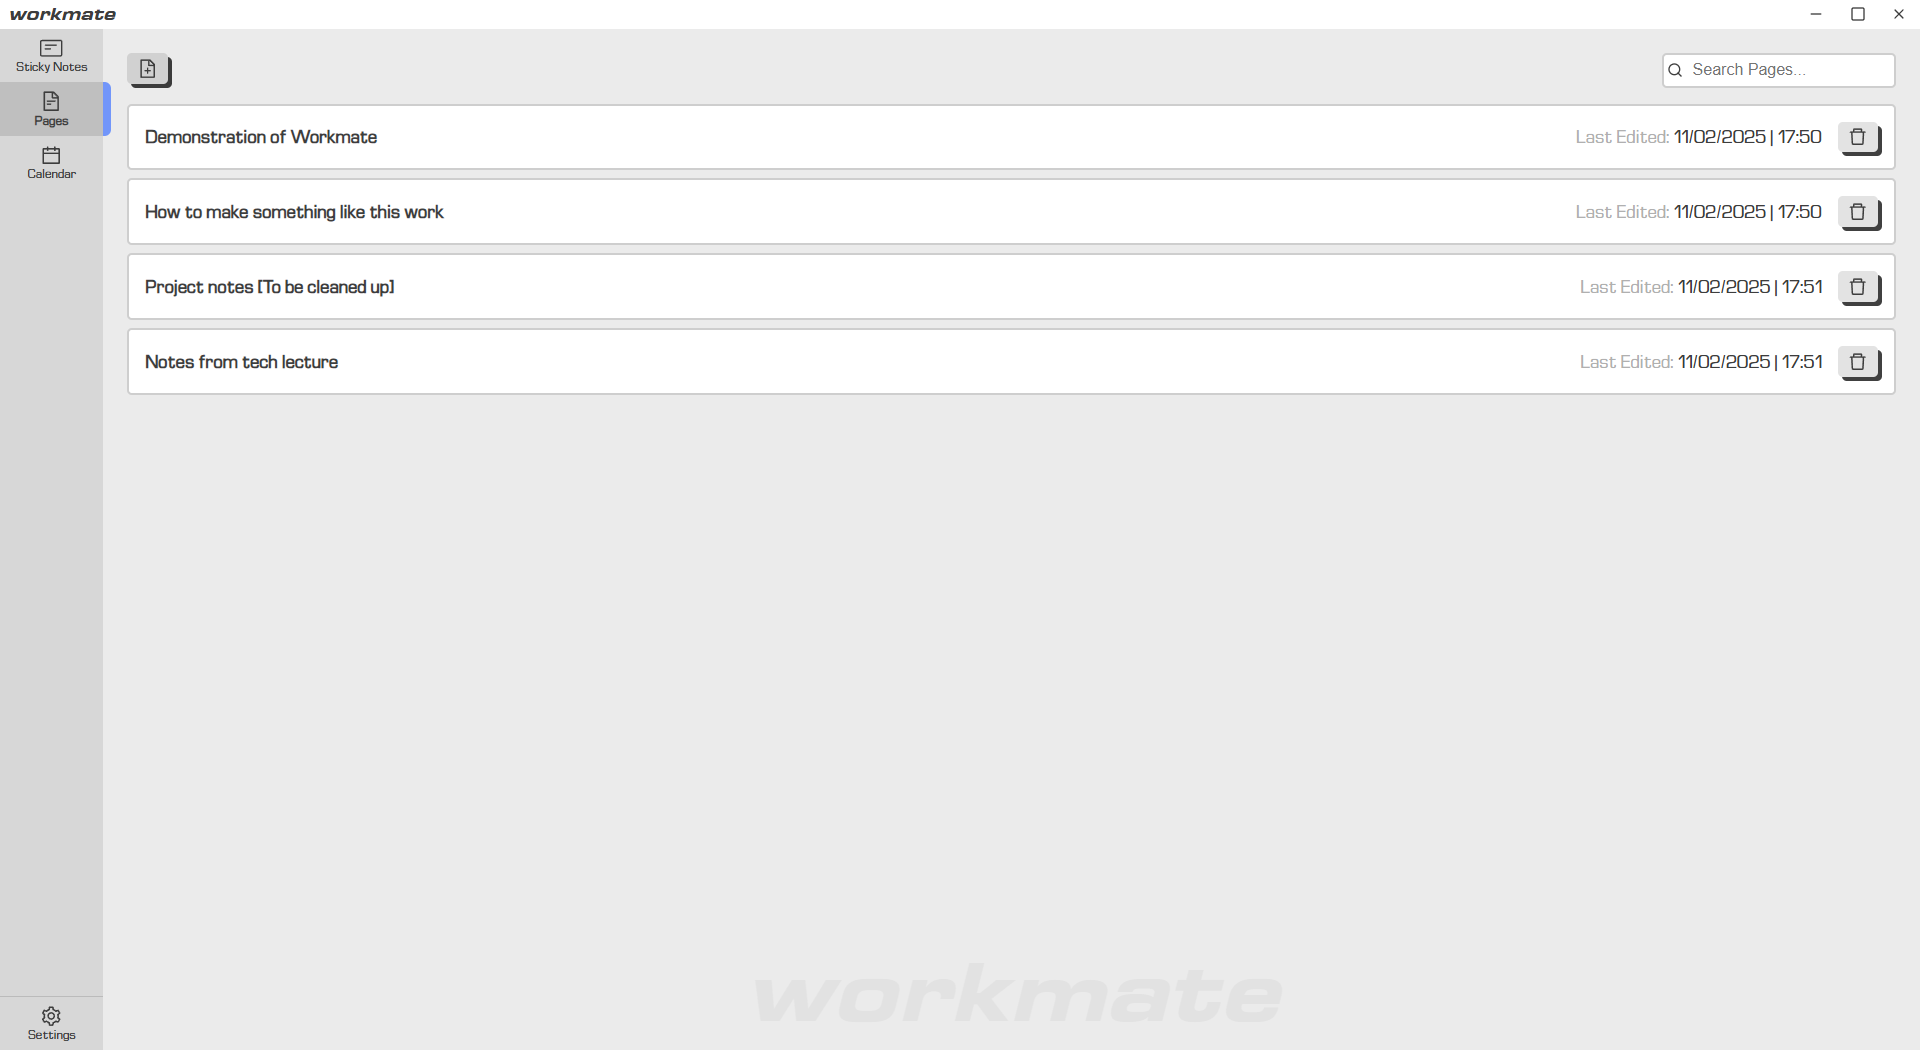 workmate
Sticky Notes
Pages
Calendar
Settings
Search Pages...
Demonstration of Workmate
Last Edited: 11/02/2025 | 17:50
How to make something like this work
Last Edited: 11/02/2025 | 17:50
Project notes [To be cleaned up]
Last Edited: 11/02/2025 | 17:51
Notes from tech lecture
Last Edited: 11/02/2025 | 17:51
workmate